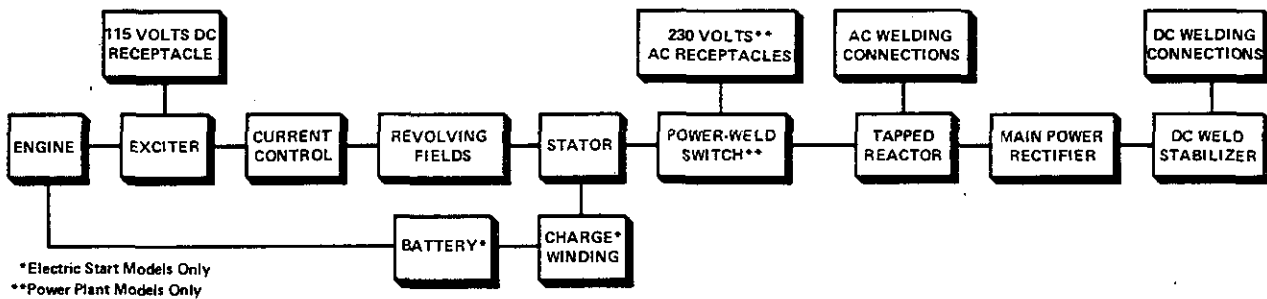 115 VOLTS DC
RECEPTACLE
230 VOLTS**
AC RECEPTACLES
AC WELDING
CONNECTIONS
DC WELDING
CONNECTIONS
ENGINE
EXCITER
CURRENT
CONTROL
REVOLVING
FIELDS
STATOR
POWER-WELD
SWITCH**
TAPPED
REACTOR
MAIN POWER
RECTIFIER
DC WELD
STABILIZER
BATTERY*
CHARGE*
WINDING
*Electric Start Models Only
**Power Plant Models Only